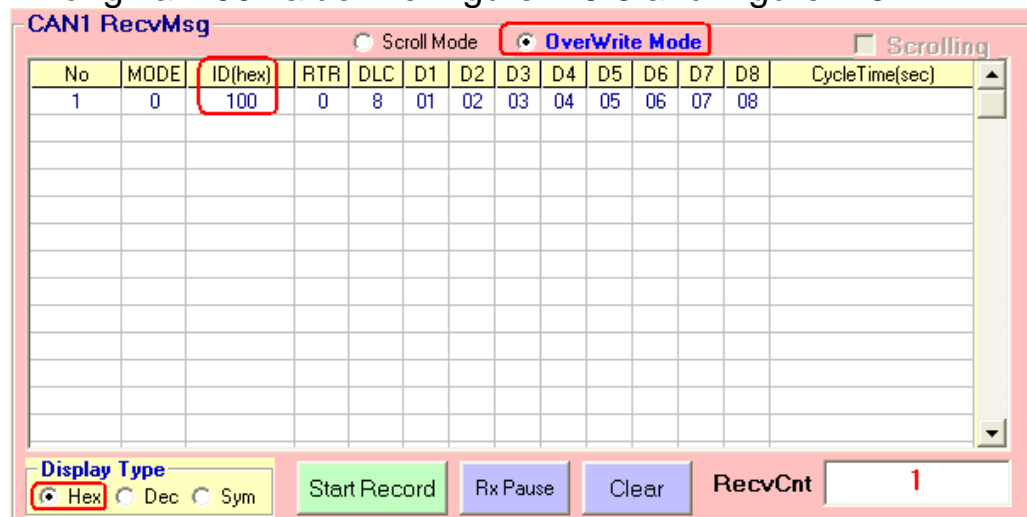 CAN1 RecvMsg
Scroll Mode OverWrite Mode Scrolling
No MODE ID(hex) RTR DLC D1 D2 D3 D4 D5 D6 D7 D8 CycleTime(sec)
1 0 100 0 8 01 02 03 04 05 06 07 08
Display Type
Hex Dec Sym Start Record Rx Pause Clear RecvCnt 1